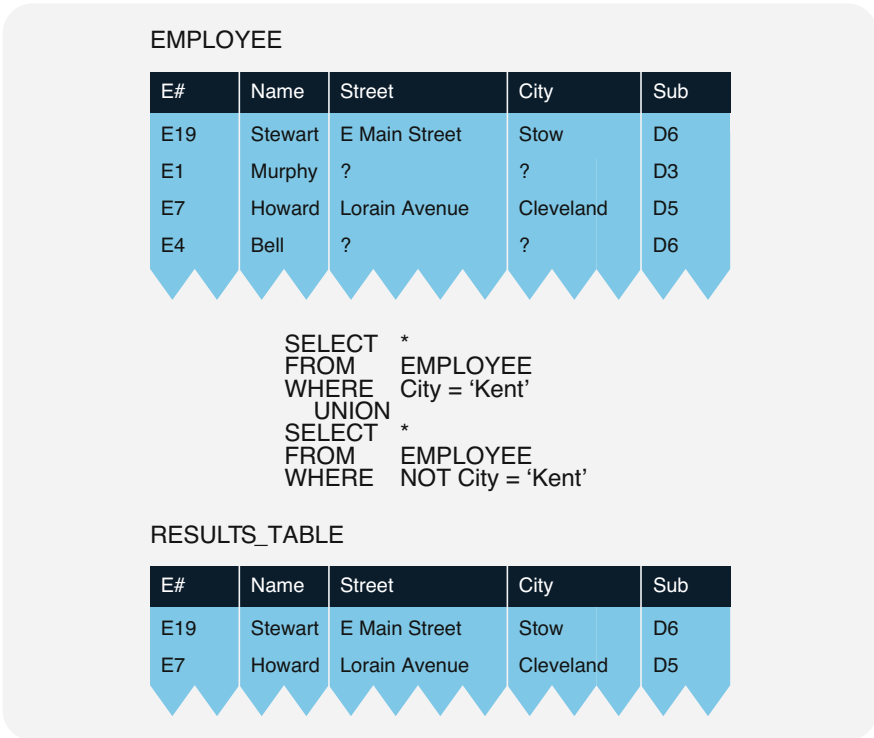 EMPLOYEE
E# Name Street City Sub
E19 Stewart E Main Street Stow D6
E1 Murphy ? ? D3
E7 Howard Lorain Avenue Cleveland D5
E4 Bell ? ? D6
SELECT *
FROM EMPLOYEE
WHERE City = ‘Kent’
UNION
SELECT *
FROM EMPLOYEE
WHERE NOT City = ‘Kent’
RESULTS_TABLE
E# Name Street City Sub
E19 Stewart E Main Street Stow D6
E7 Howard Lorain Avenue Cleveland D5